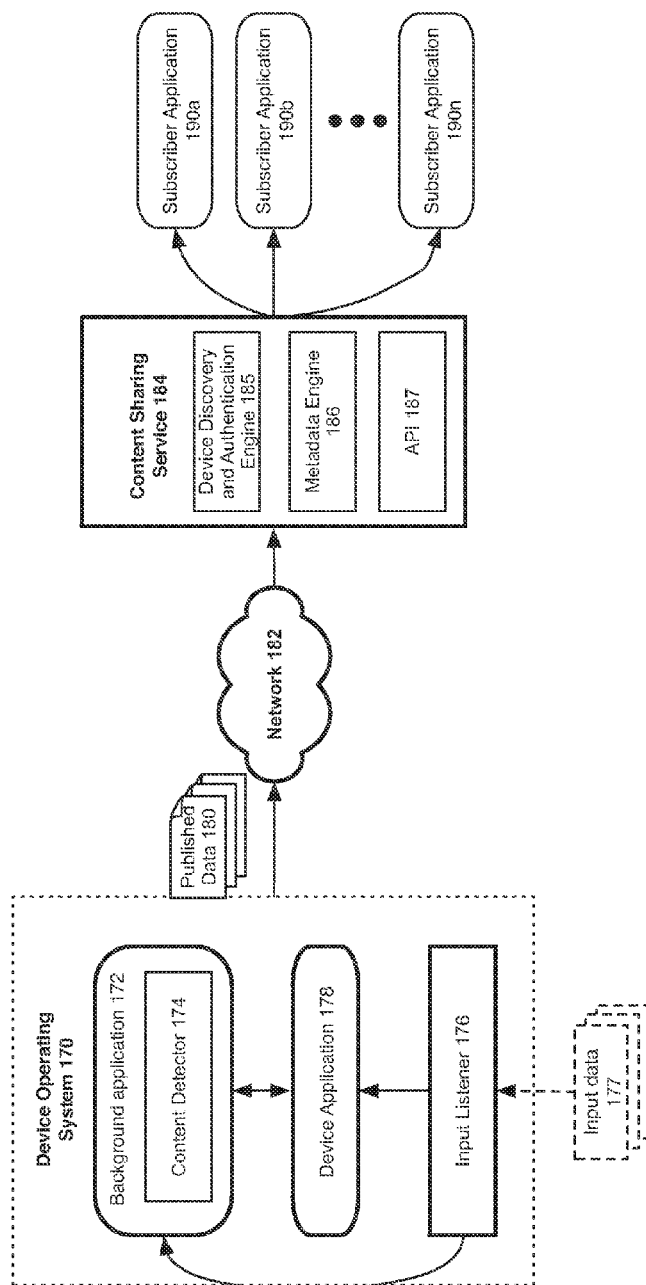 Device Operating
System 170
Background application 172
Content Detector 174
Device Application 178
Input Listener 176
Input data
177
Published
Data 180
Network 182
Content Sharing
Service 184
Device Discovery
and Authentication
Engine 185
Metadata Engine
186
API 187
Subscriber Application
190a
Subscriber Application
190b
Subscriber Application
190n